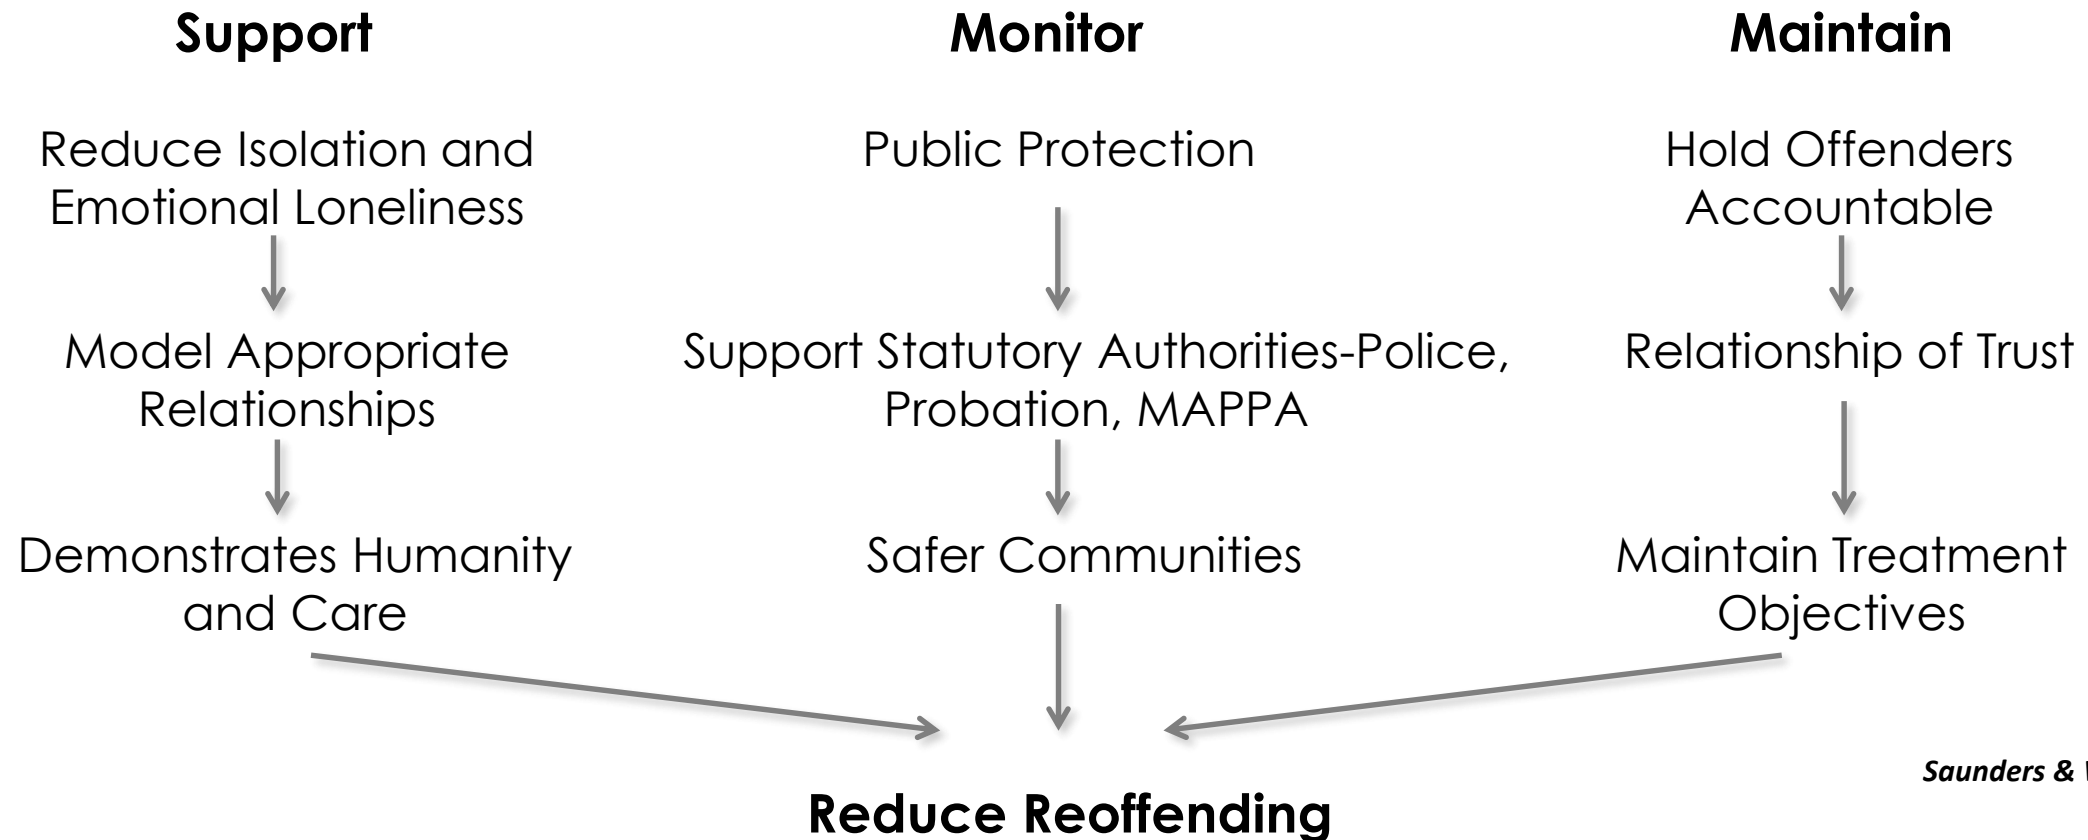 Support
Monitor
Maintain
Reduce Isolation and
Emotional Loneliness
Public Protection
Hold Offenders
Accountable
Model Appropriate
Relationships
Support Statutory Authorities-Police,
Probation, MAPPA
Relationship of Trust
Demonstrates Humanity
and Care
Safer Communities
Maintain Treatment
Objectives
Saunders &
Reduce Reoffending